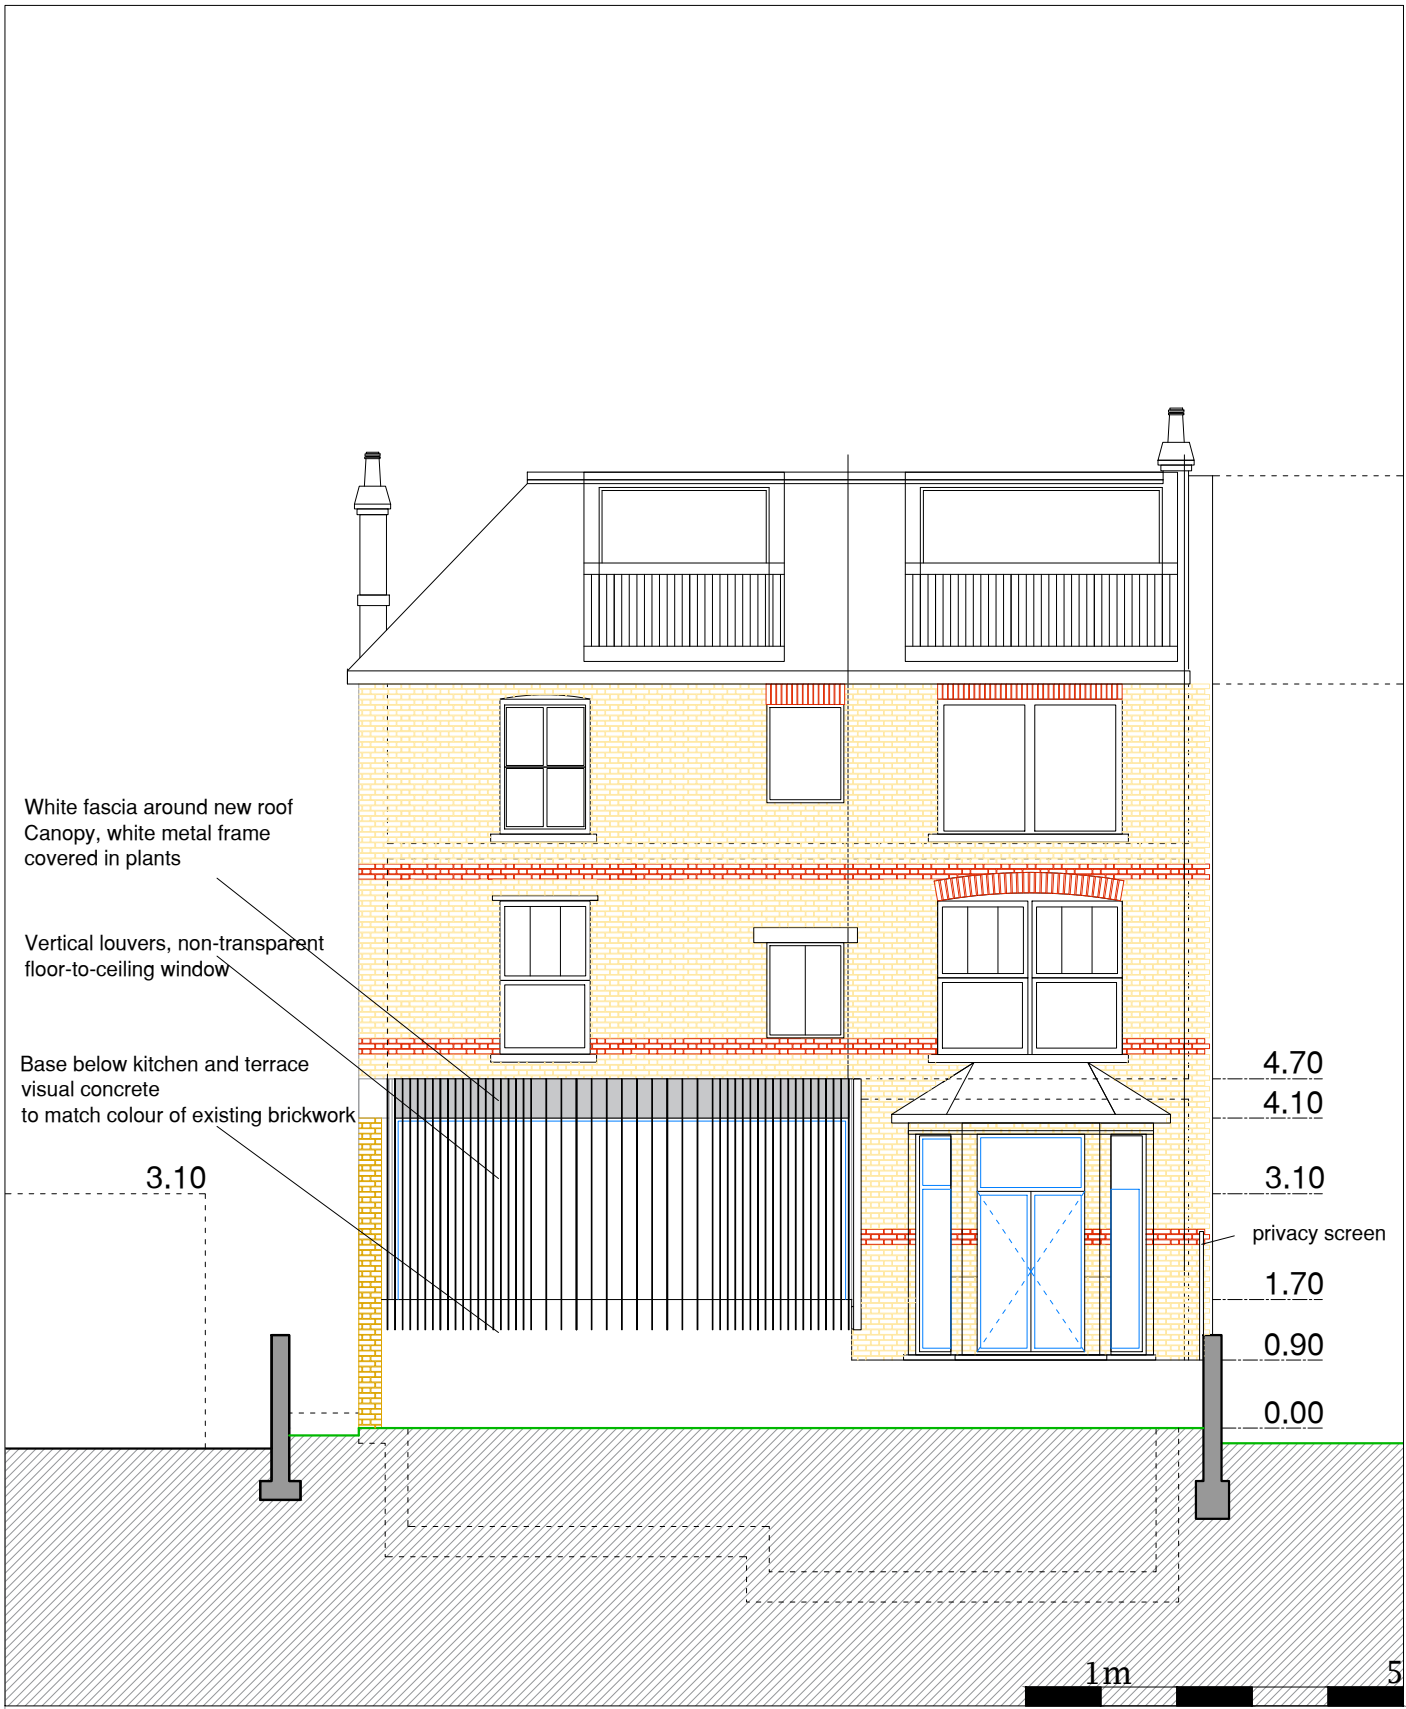 White fascia around new roof
Canopy, white metal frame
covered in plants
Vertical louvers, non-transparent
floor-to-ceiling window
Base below kitchen and terrace
visual concrete
to match colour of existing brickwork
3.10
4.70
4.10
3.10
privacy screen
1.70
0.90
0.00
1m
5